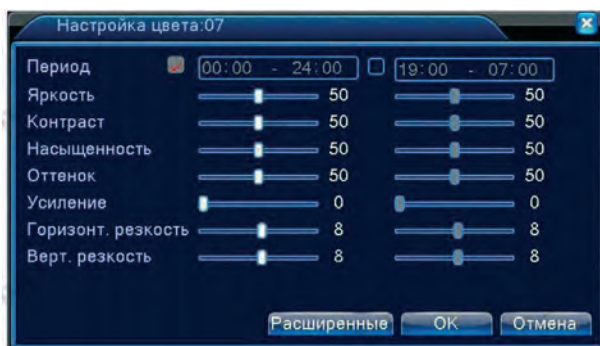 Настройка цвета:07
Период 00:00 - 24:00 19:00 - 07:00
Яркость 50 50
Контраст 50 50
Насыщенность 50 50
Оттенок 50 50
Усиление 0 0
Горизонт. резкость 8 8
Верт. резкость 8 8
Расширенные OK Отмена